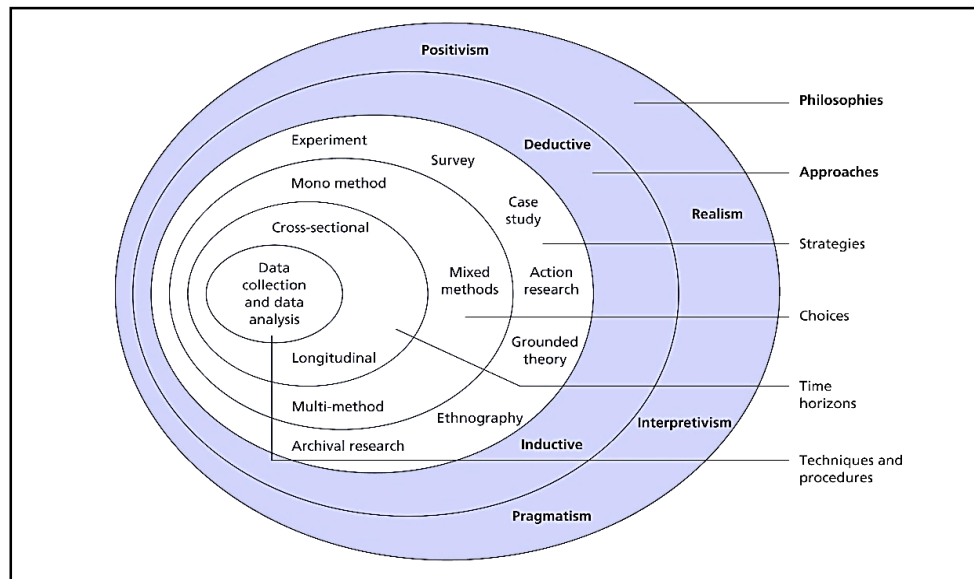 Positivism
Philosophies
Deductive
Experiment
Survey
Approaches
Mono method
Case
study
Realism
Cross-sectional
Strategies
Data
collection
and data
analysis
Mixed
methods
Action
research
Choices
Grounded
theory
Longitudinal
Time
horizons
Multi-method
Ethnography
Interpretivism
Archival research
Inductive
Techniques and
procedures
Pragmatism